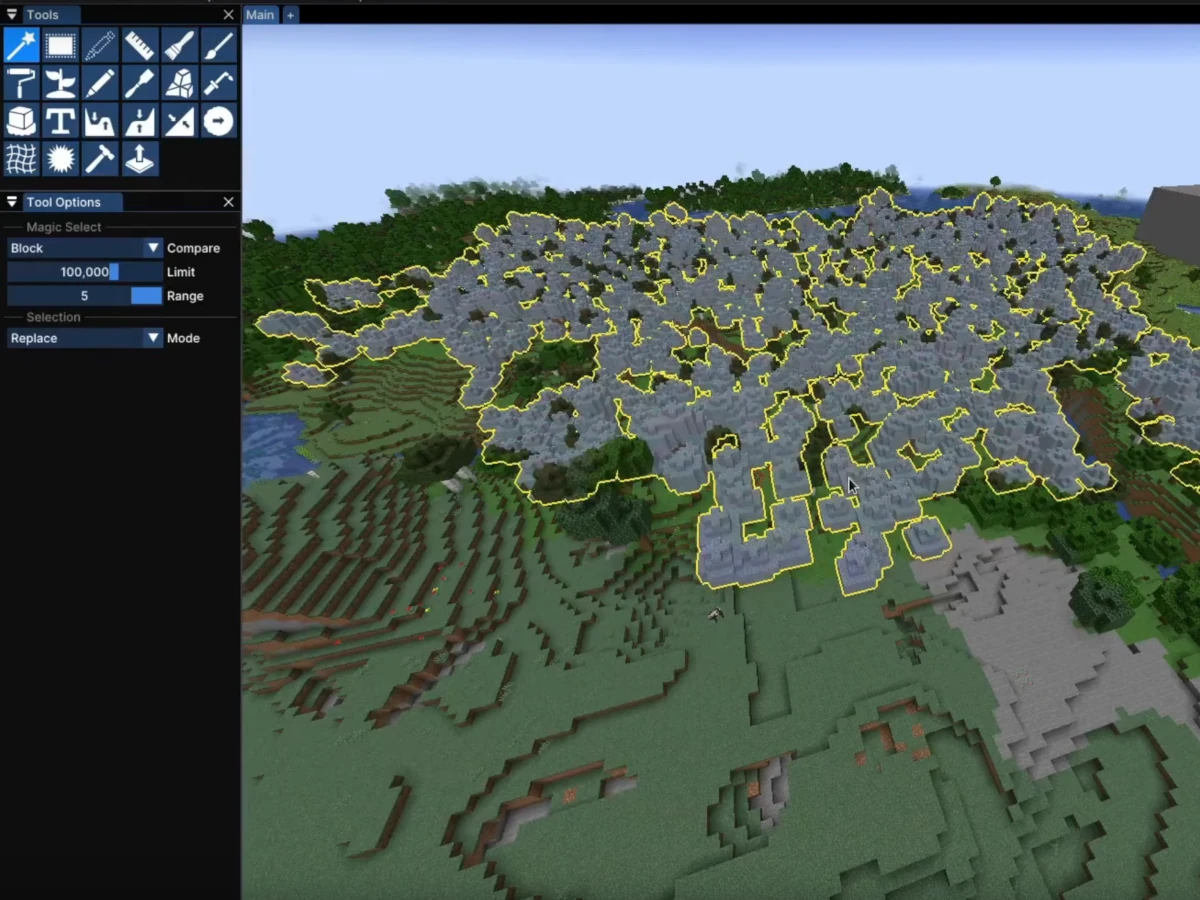 Tools
Main +
Tool Options
Magic Select
Block Compare
100,000 Limit
5 Range
Selection
Replace Mode